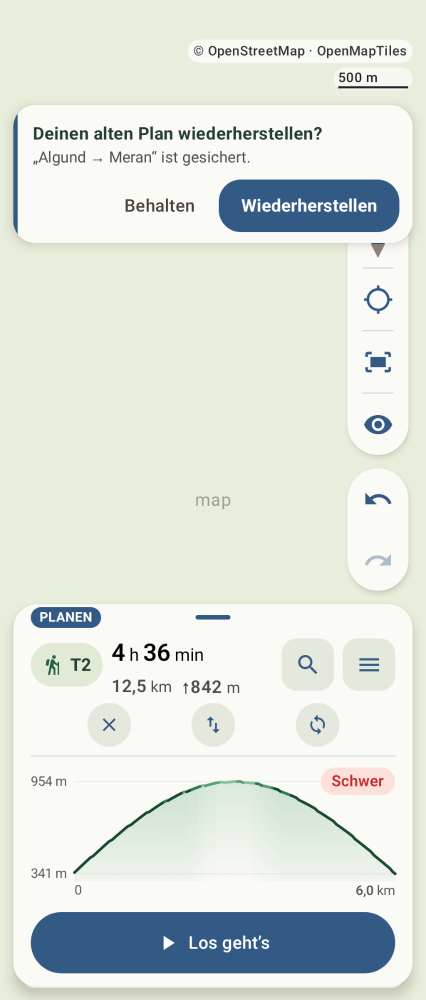 © OpenStreetMap · OpenMapTiles
500 m
Deinen alten Plan wiederherstellen?
„Algund → Meran“ ist gesichert.
Behalten
Wiederherstellen
map
PLANEN
T2
4 h 36 min
12,5 km ↑842 m
954 m
Schwer
341 m
0
6,0 km
Los geht’s